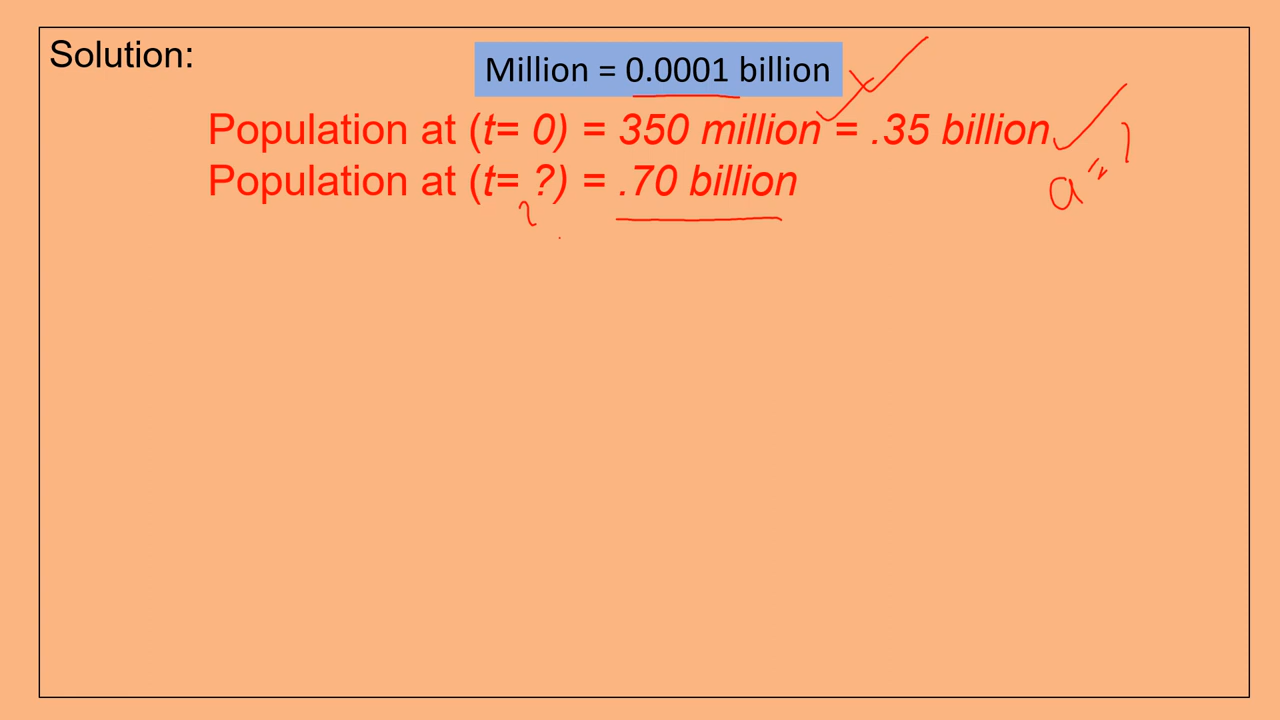 Solution:
Million = 0.0001 billion
Population at (t= 0) = 350 million = .35 billion
Population at (t= ?) = .70 billion
a = ?
?